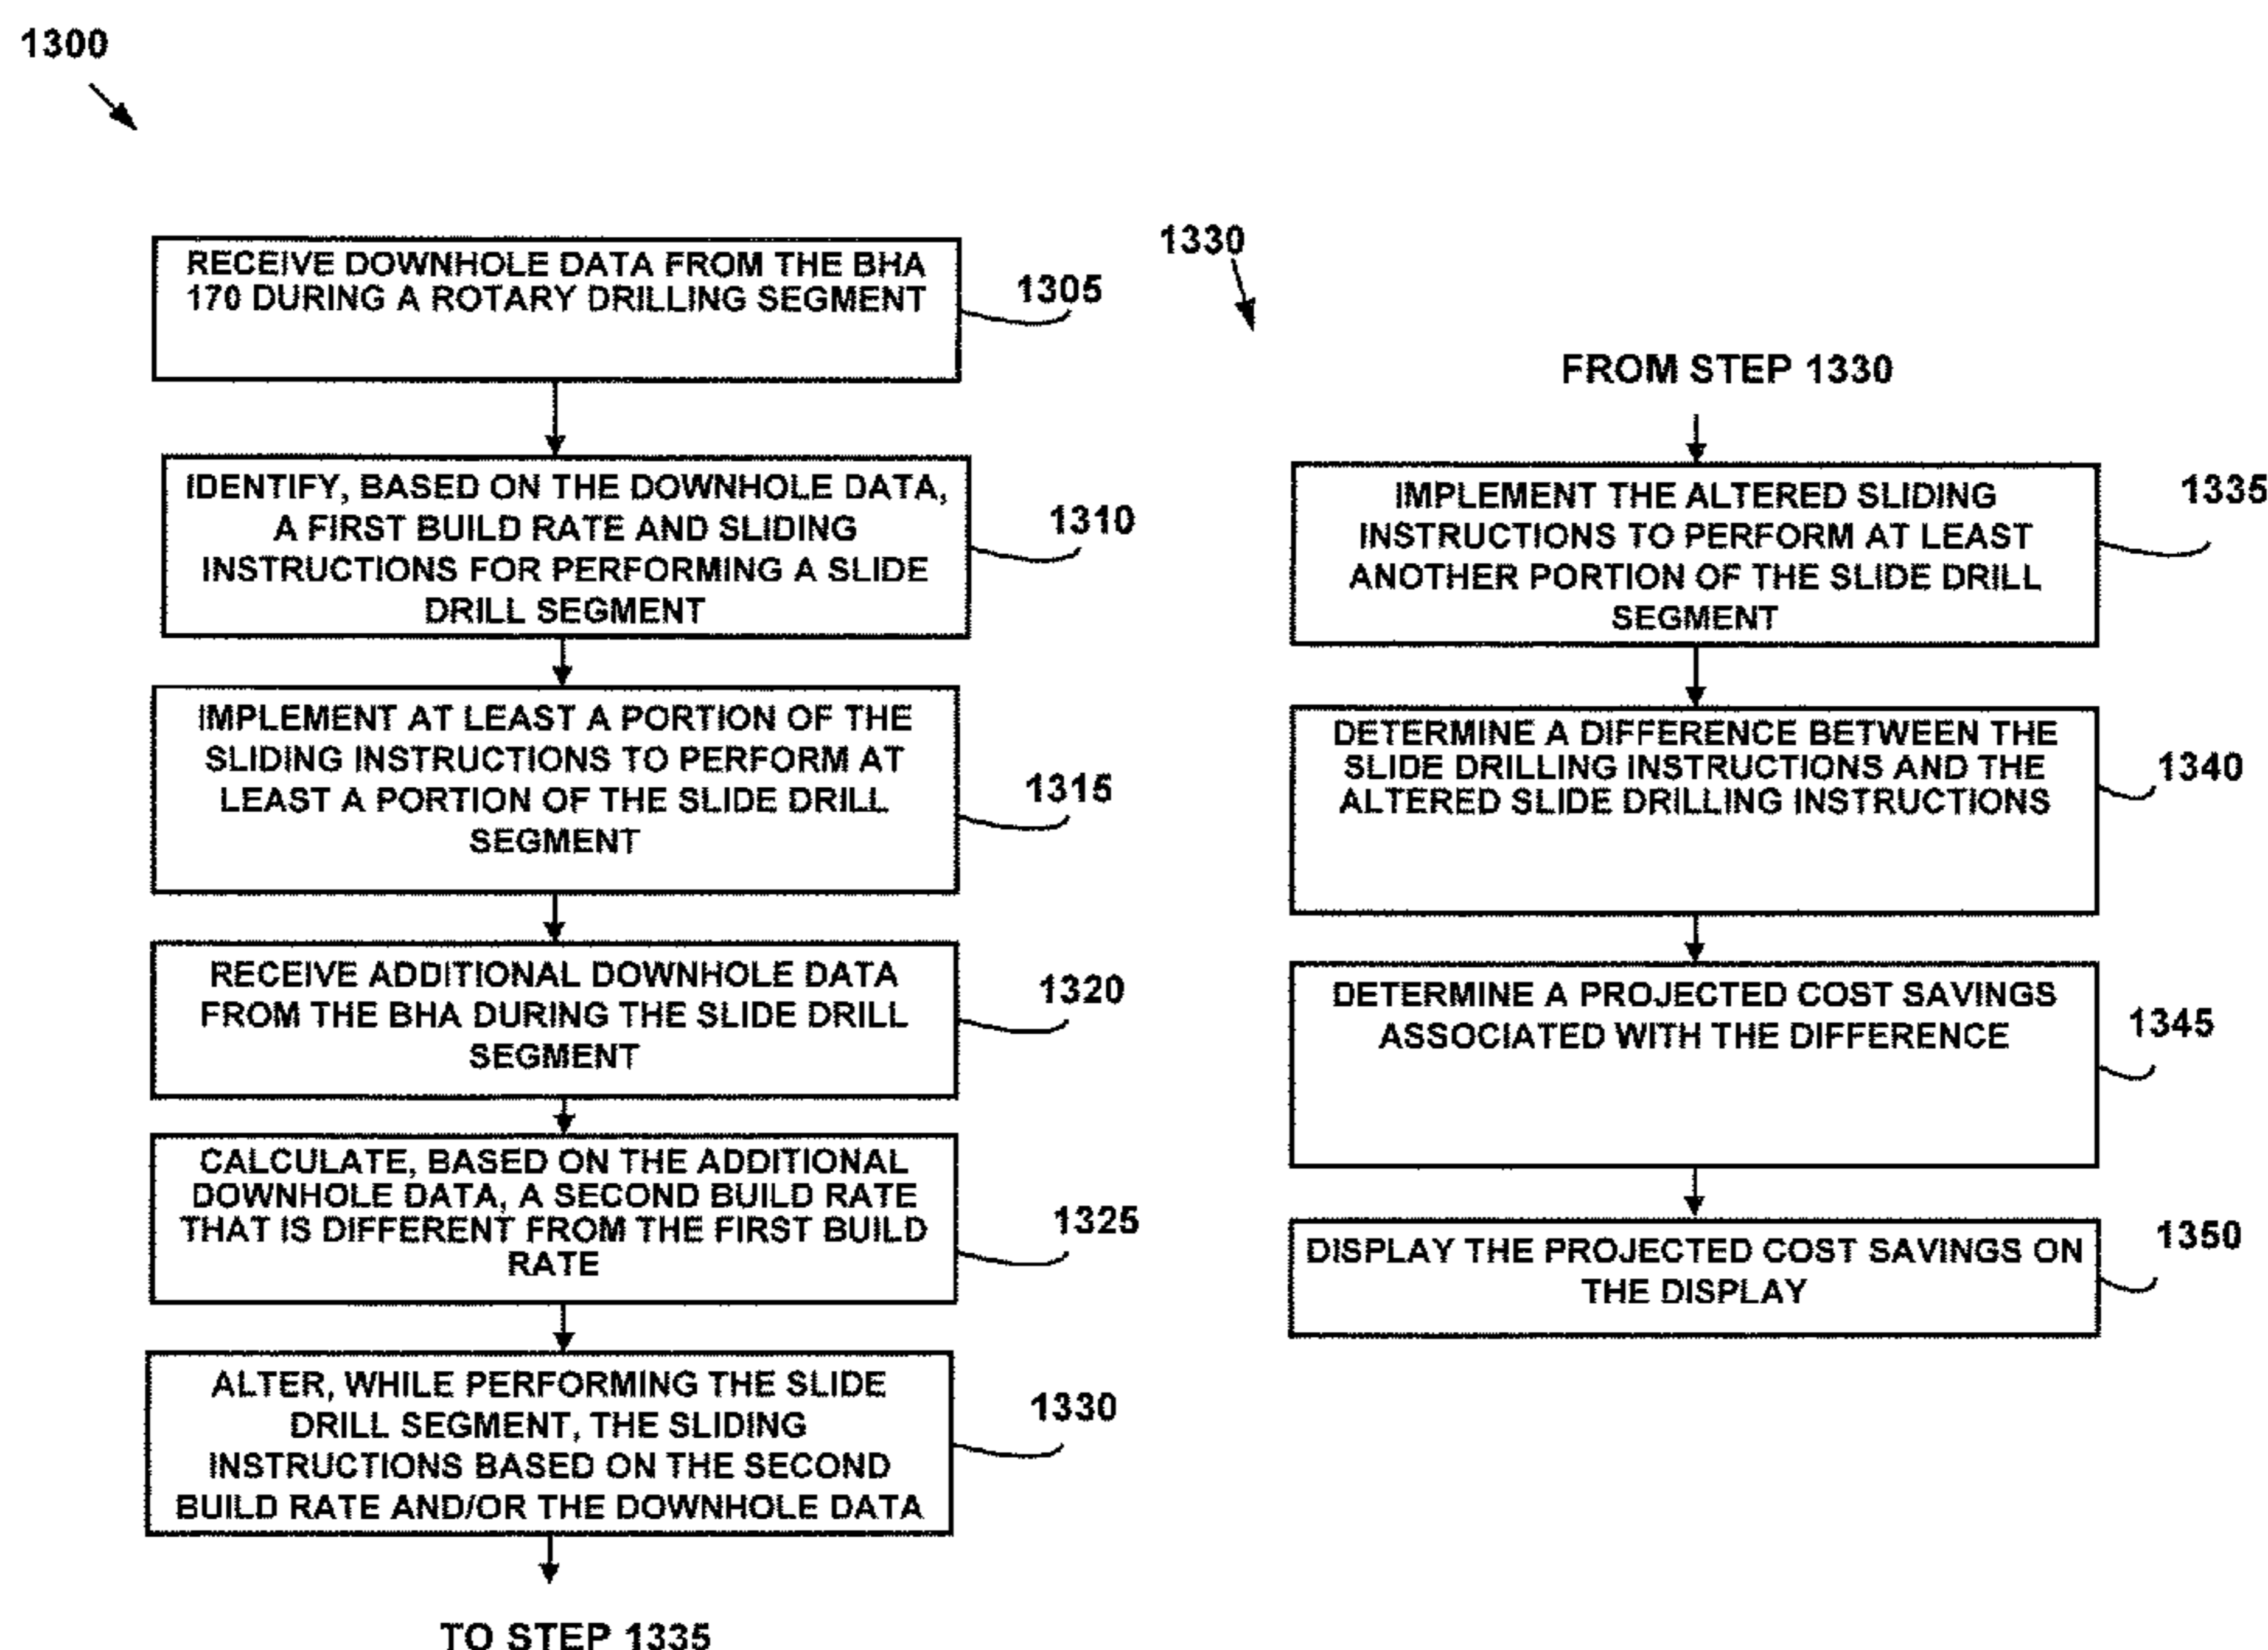 1300
RECEIVE DOWNHOLE DATA FROM THE BHA
170 DURING A ROTARY DRILLING SEGMENT
1305
IDENTIFY, BASED ON THE DOWNHOLE DATA,
A FIRST BUILD RATE AND SLIDING
INSTRUCTIONS FOR PERFORMING A SLIDE
DRILL SEGMENT
1310
IMPLEMENT AT LEAST A PORTION OF THE
SLIDING INSTRUCTIONS TO PERFORM AT
LEAST A PORTION OF THE SLIDE DRILL
SEGMENT
1315
RECEIVE ADDITIONAL DOWNHOLE DATA
FROM THE BHA DURING THE SLIDE DRILL
SEGMENT
1320
CALCULATE, BASED ON THE ADDITIONAL
DOWNHOLE DATA, A SECOND BUILD RATE
THAT IS DIFFERENT FROM THE FIRST BUILD
RATE
1325
ALTER, WHILE PERFORMING THE SLIDE
DRILL SEGMENT, THE SLIDING
INSTRUCTIONS BASED ON THE SECOND
BUILD RATE AND/OR THE DOWNHOLE DATA
1330
TO STEP 1335
1330
FROM STEP 1330
IMPLEMENT THE ALTERED SLIDING
INSTRUCTIONS TO PERFORM AT LEAST
ANOTHER PORTION OF THE SLIDE DRILL
SEGMENT
1335
DETERMINE A DIFFERENCE BETWEEN THE
SLIDE DRILLING INSTRUCTIONS AND THE
ALTERED SLIDE DRILLING INSTRUCTIONS
1340
DETERMINE A PROJECTED COST SAVINGS
ASSOCIATED WITH THE DIFFERENCE
1345
DISPLAY THE PROJECTED COST SAVINGS ON
THE DISPLAY
1350